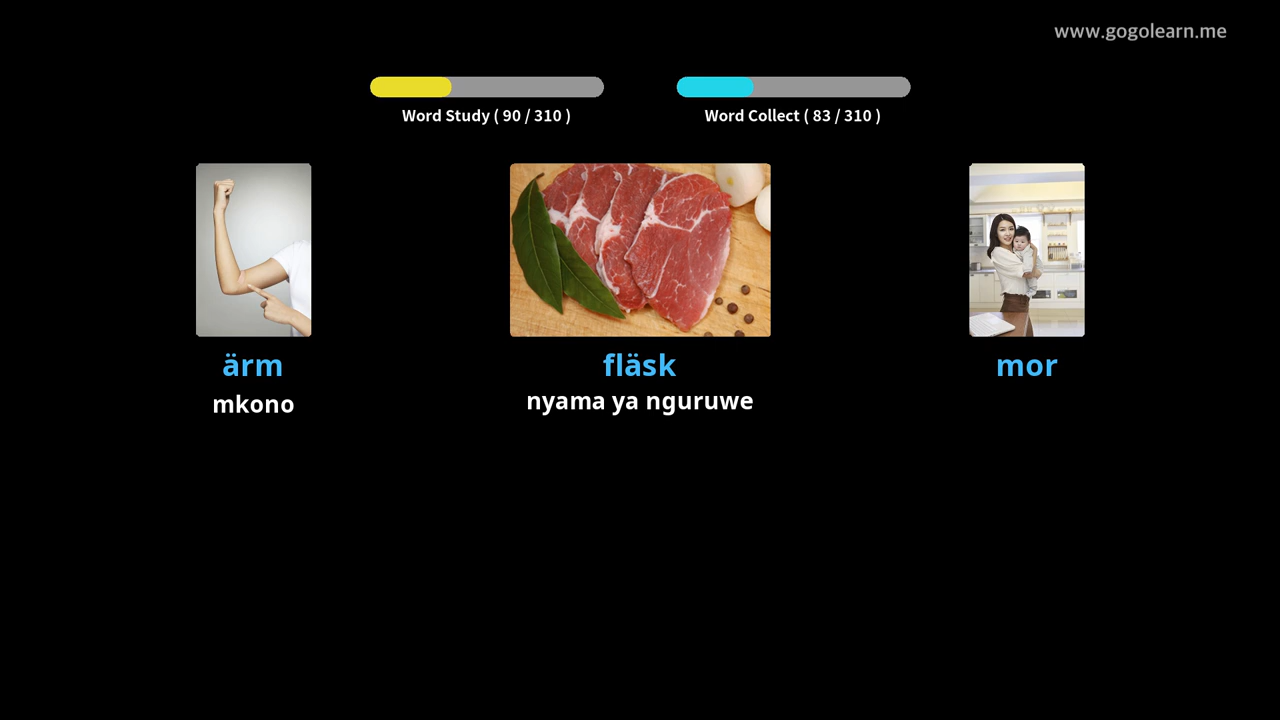 www.gogolearn.me
Word Study ( 90 / 310 )
Word Collect ( 83 / 310 )
ärm
fläsk
mor
mkono
nyama ya nguruwe